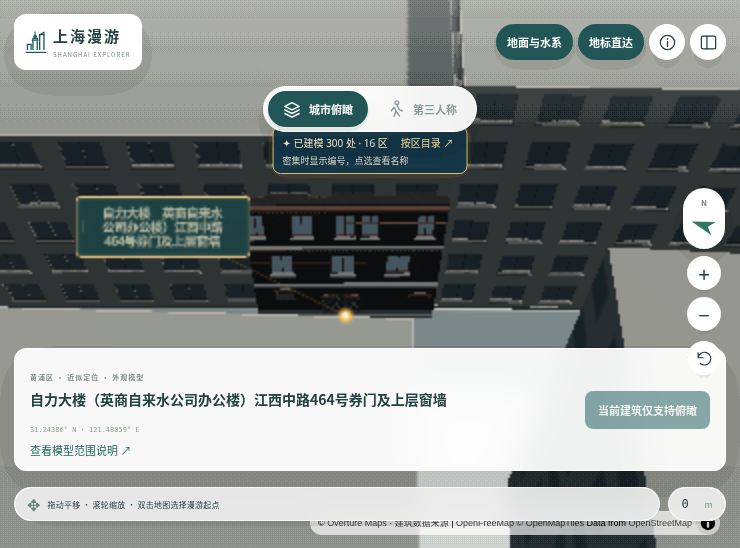 上海漫游
SHANGHAI EXPLORER
地面与水系
地标直达
城市俯瞰
第三人称
✦ 已建模 300 处 · 16 区 按区目录 ↗
密集时显示编号，点选查看名称
自力大楼 英商自来水
公司办公楼）江西中路
464号券门及上层窗墙
N
+
−
黄浦区 · 近似定位 · 外观模型
自力大楼（英商自来水公司办公楼）江西中路464号券门及上层窗墙
当前建筑仅支持俯瞰
31.24386° N · 121.48059° E
查看模型范围说明 ↗
拖动平移 · 滚轮缩放 · 双击地图选择漫游起点
0 m
© Overture Maps · 建筑数据来源 | OpenFreeMap © OpenMapTiles Data from OpenStreetMap